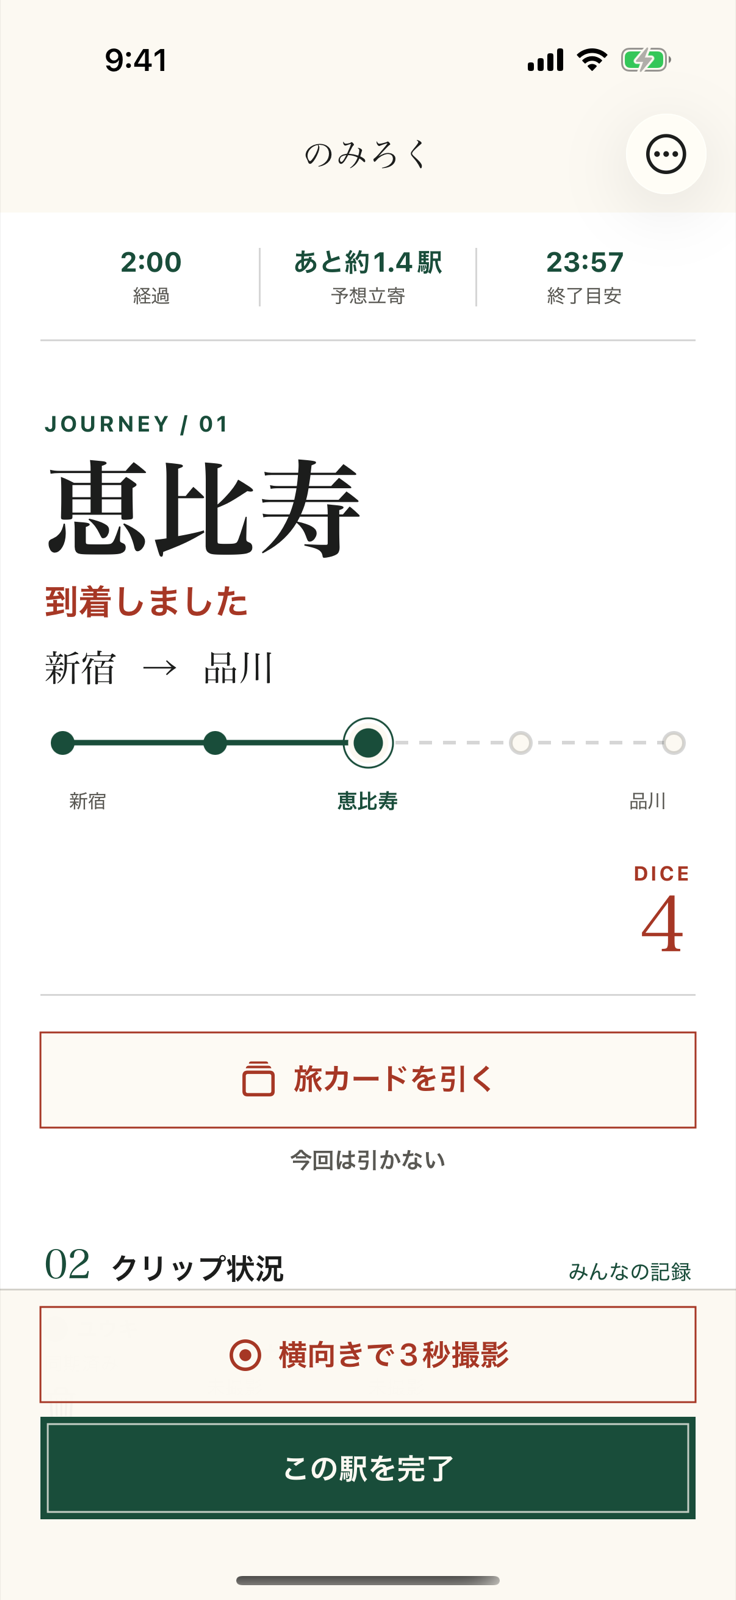 9:41
のみろく
2:00 あと約1.4駅 23:57
経過 予想立寄 終了目安
JOURNEY / 01
恵比寿
到着しました
新宿 → 品川
新宿 恵比寿 品川
DICE
4
旅カードを引く
今回は引かない
02 クリップ状況 みんなの記録
横向きで3秒撮影
この駅を完了